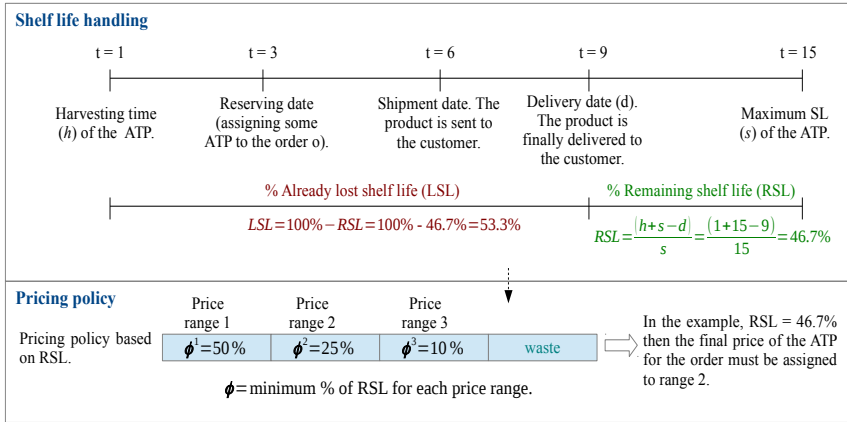 Shelf life handling
t = 1
t = 3
t = 6
t = 9
t = 15
Harvesting time
(h) of the ATP.
Reserving date
(assigning some
ATP to the order o).
Shipment date. The
product is sent to
the customer.
Delivery date (d).
The product is
finally delivered to
the customer.
Maximum SL
(s) of the ATP.
% Already lost shelf life (LSL)
% Remaining shelf life (RSL)
LSL=100%−RSL=100% - 46.7%=53.3%
RSL=(h+s−d)/s=(1+15−9)/15=46.7%
Pricing policy
Price
range 1
Price
range 2
Price
range 3
Pricing policy based
on RSL.
ϕ¹=50%
ϕ²=25%
ϕ³=10%
waste
In the example, RSL = 46.7%
then the final price of the ATP
for the order must be assigned
to range 2.
ϕ=minimum % of RSL for each price range.